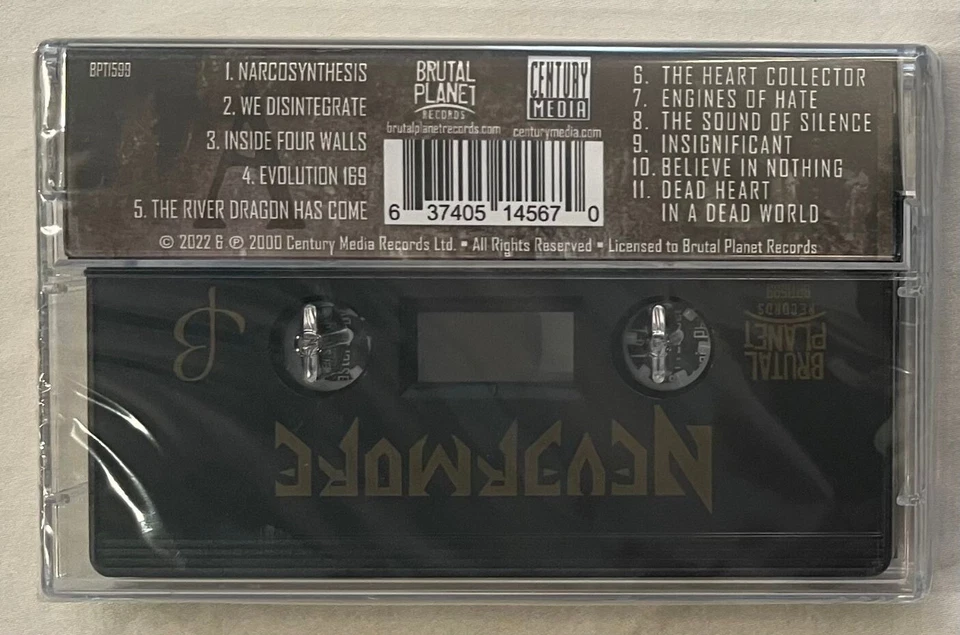 BPT1599
1. NARCOSYNTHESIS
2. WE DISINTEGRATE
3. INSIDE FOUR WALLS
4. EVOLUTION 169
5. THE RIVER DRAGON HAS COME
BRUTAL
PLANET
RECORDS
brutalplanetrecords.com
CENTURY
MEDIA
centurymedia.com
6 37405 14567 0
6. THE HEART COLLECTOR
7. ENGINES OF HATE
8. THE SOUND OF SILENCE
9. INSIGNIFICANT
10. BELIEVE IN NOTHING
11. DEAD HEART
IN A DEAD WORLD
© 2022 & ℗ 2000 Century Media Records Ltd. ▪ All Rights Reserved ▪ Licensed to Brutal Planet Records
B
BRUTAL
PLANET
RECORDS
BPT1599
NEVERMORE